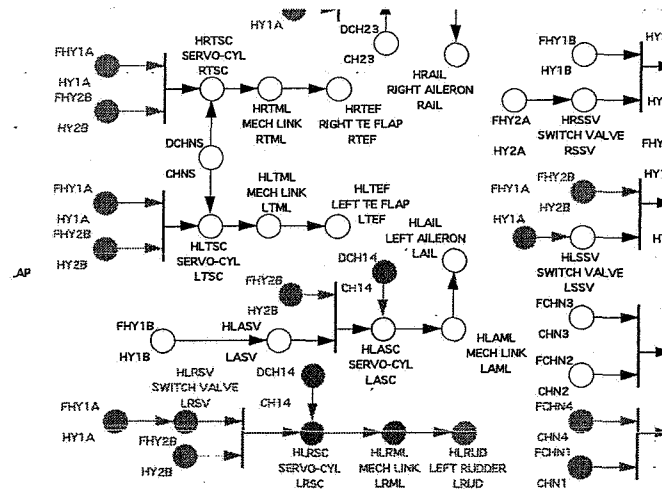 HY1A
DCH23
CH23
HRAIL
RIGHT AILERON
RAIL
FHY1A
HY1A
FHY2B
HY2B
HRTSC
SERVO-CYL
RTSC
HRTML
MECH LINK
RTML
HRTEF
RIGHT TE FLAP
RTEF
FHY1B
HY1B
FHY2A
HY2A
HRSSV
SWITCH VALVE
RSSV
DCHNS
CHNS
FHY1A
HY1A
FHY2B
HY2B
HLTML
MECH LINK
LTML
HLTSC
SERVO-CYL
LTSC
HLTEF
LEFT TE FLAP
LTEF
HLAIL
LEFT AILERON
LAIL
FHY1A
HY1A
FHY2B
HY2B
HLSSV
SWITCH VALVE
LSSV
AP
DCH14
CH14
FHY2B
HY2B
FHY1B
HY1B
HLASV
LASV
HLASC
SERVO-CYL
LASC
HLAML
MECH LINK
LAML
FCHN3
CHN3
FCHN2
CHN2
HLRSV
SWITCH VALVE
LRSV
FHY1A
HY1A
FHY2B
HY2B
DCH14
CH14
HLRSC
SERVO-CYL
LRSC
HLRML
MECH LINK
LRML
HLRUD
LEFT RUDDER
LRUD
FCHN4
CHN4
FCHN1
CHN1